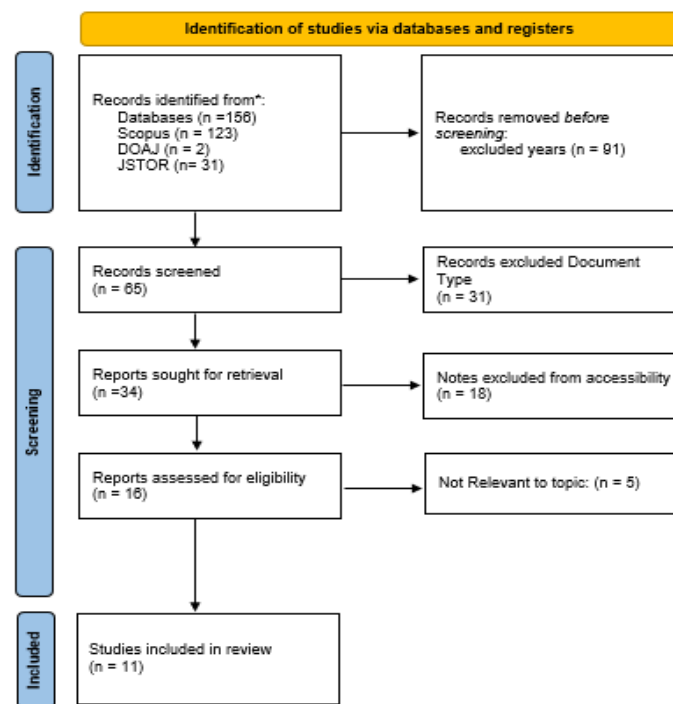 Identification of studies via databases and registers
Identification
Records identified from*:
Databases (n =156)
Scopus (n = 123)
DOAJ (n = 2)
JSTOR (n= 31)
Records removed before
screening:
excluded years (n = 91)
Screening
Records screened
(n = 65)
Records excluded Document
Type
(n = 31)
Reports sought for retrieval
(n =34)
Notes excluded from accessibility
(n = 18)
Reports assessed for eligibility
(n = 16)
Not Relevant to topic: (n = 5)
Included
Studies included in review
(n = 11)